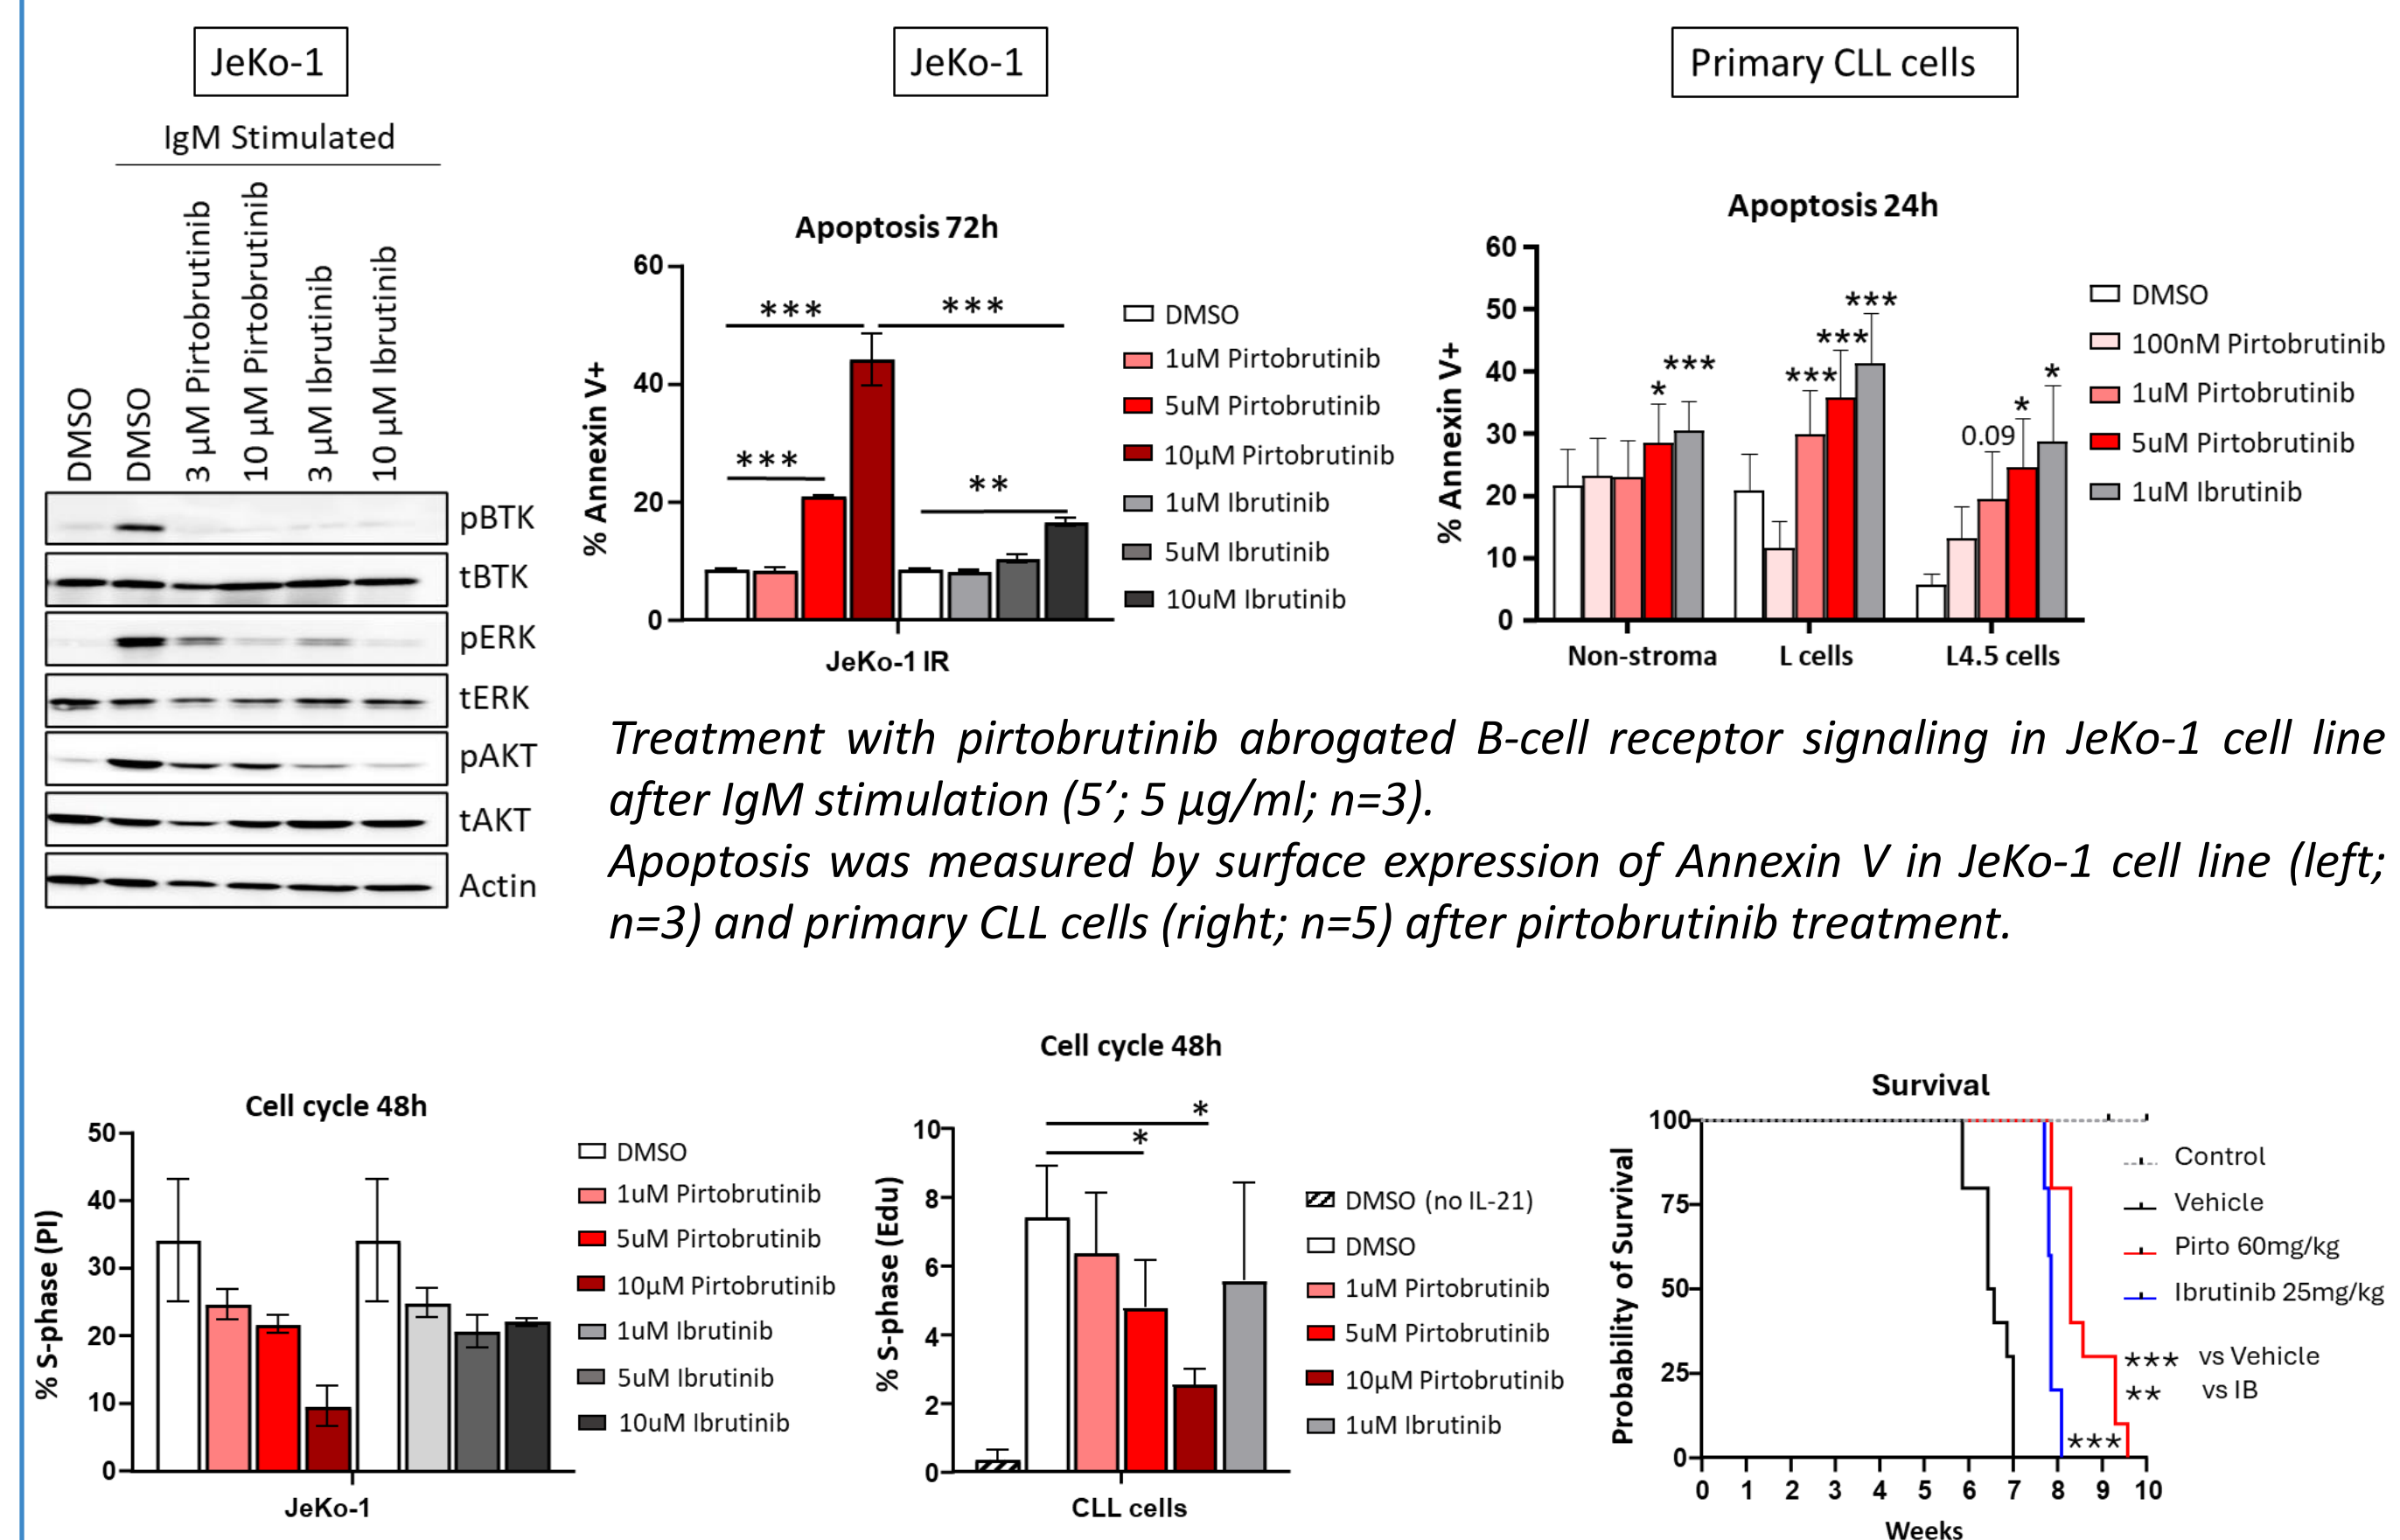 JeKo-1
IgM Stimulated
DMSO
DMSO
3 µM Pirtobrutinib
10 µM Pirtobrutinib
3 µM Ibrutinib
10 µM Ibrutinib
pBTK
tBTK
pERK
tERK
pAKT
tAKT
Actin
JeKo-1
Apoptosis 72h
% Annexin V+
60
40
20
0
***
***
***
**
JeKo-1 IR
DMSO
1uM Pirtobrutinib
5uM Pirtobrutinib
10µM Pirtobrutinib
1uM Ibrutinib
5uM Ibrutinib
10uM Ibrutinib
Primary CLL cells
Apoptosis 24h
% Annexin V+
60
50
40
30
20
10
0
*
***
***
***
***
0.09
*
*
Non-stroma
L cells
L4.5 cells
DMSO
100nM Pirtobrutinib
1uM Pirtobrutinib
5uM Pirtobrutinib
1uM Ibrutinib
Treatment with pirtobrutinib abrogated B-cell receptor signaling in JeKo-1 cell line
after IgM stimulation (5’; 5 µg/ml; n=3).
Apoptosis was measured by surface expression of Annexin V in JeKo-1 cell line (left;
n=3) and primary CLL cells (right; n=5) after pirtobrutinib treatment.
Cell cycle 48h
% S-phase (PI)
50
40
30
20
10
0
JeKo-1
DMSO
1uM Pirtobrutinib
5uM Pirtobrutinib
10µM Pirtobrutinib
1uM Ibrutinib
5uM Ibrutinib
10uM Ibrutinib
Cell cycle 48h
% S-phase (Edu)
10
8
6
4
2
0
*
*
CLL cells
DMSO (no IL-21)
DMSO
1uM Pirtobrutinib
5uM Pirtobrutinib
10µM Pirtobrutinib
1uM Ibrutinib
Survival
Probability of Survival
100
75
50
25
0
0 1 2 3 4 5 6 7 8 9 10
Weeks
Control
Vehicle
Pirto 60mg/kg
Ibrutinib 25mg/kg
*** vs Vehicle
** vs IB
***